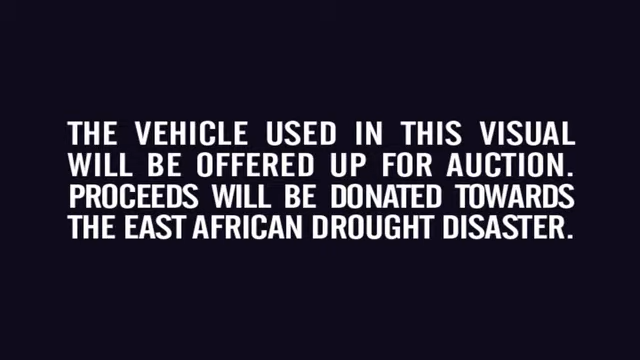 THE VEHICLE USED IN THIS VISUAL
WILL BE OFFERED UP FOR AUCTION.
PROCEEDS WILL BE DONATED TOWARDS
THE EAST AFRICAN DROUGHT DISASTER.